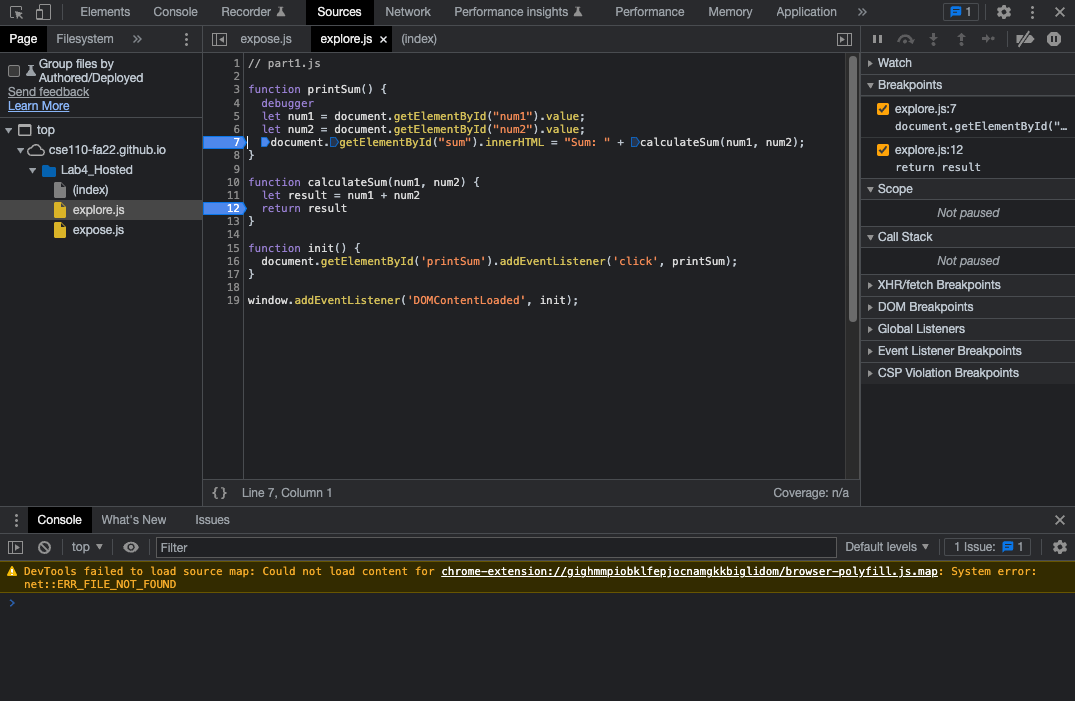 Elements Console Recorder Sources Network Performance insights Performance Memory Application » 1
Page Filesystem »
expose.js explore.js × (index)
Group files by
Authored/Deployed
Send feedback
Learn More
top
cse110-fa22.github.io
Lab4_Hosted
(index)
explore.js
expose.js
1 // part1.js
2
3 function printSum() {
4   debugger
5   let num1 = document.getElementById("num1").value;
6   let num2 = document.getElementById("num2").value;
7   document.getElementById("sum").innerHTML = "Sum: " + calculateSum(num1, num2);
8 }
9
10 function calculateSum(num1, num2) {
11   let result = num1 + num2
12   return result
13 }
14
15 function init() {
16   document.getElementById('printSum').addEventListener('click', printSum);
17 }
18
19 window.addEventListener('DOMContentLoaded', init);
{} Line 7, Column 1 Coverage: n/a
Watch
Breakpoints
explore.js:7
document.getElementById("…
explore.js:12
return result
Scope
Not paused
Call Stack
Not paused
XHR/fetch Breakpoints
DOM Breakpoints
Global Listeners
Event Listener Breakpoints
CSP Violation Breakpoints
Console What's New Issues
top Filter Default levels 1 Issue: 1
DevTools failed to load source map: Could not load content for chrome-extension://gighmmpiobklfepjocnamgkkbiglidom/browser-polyfill.js.map: System error:
net::ERR_FILE_NOT_FOUND